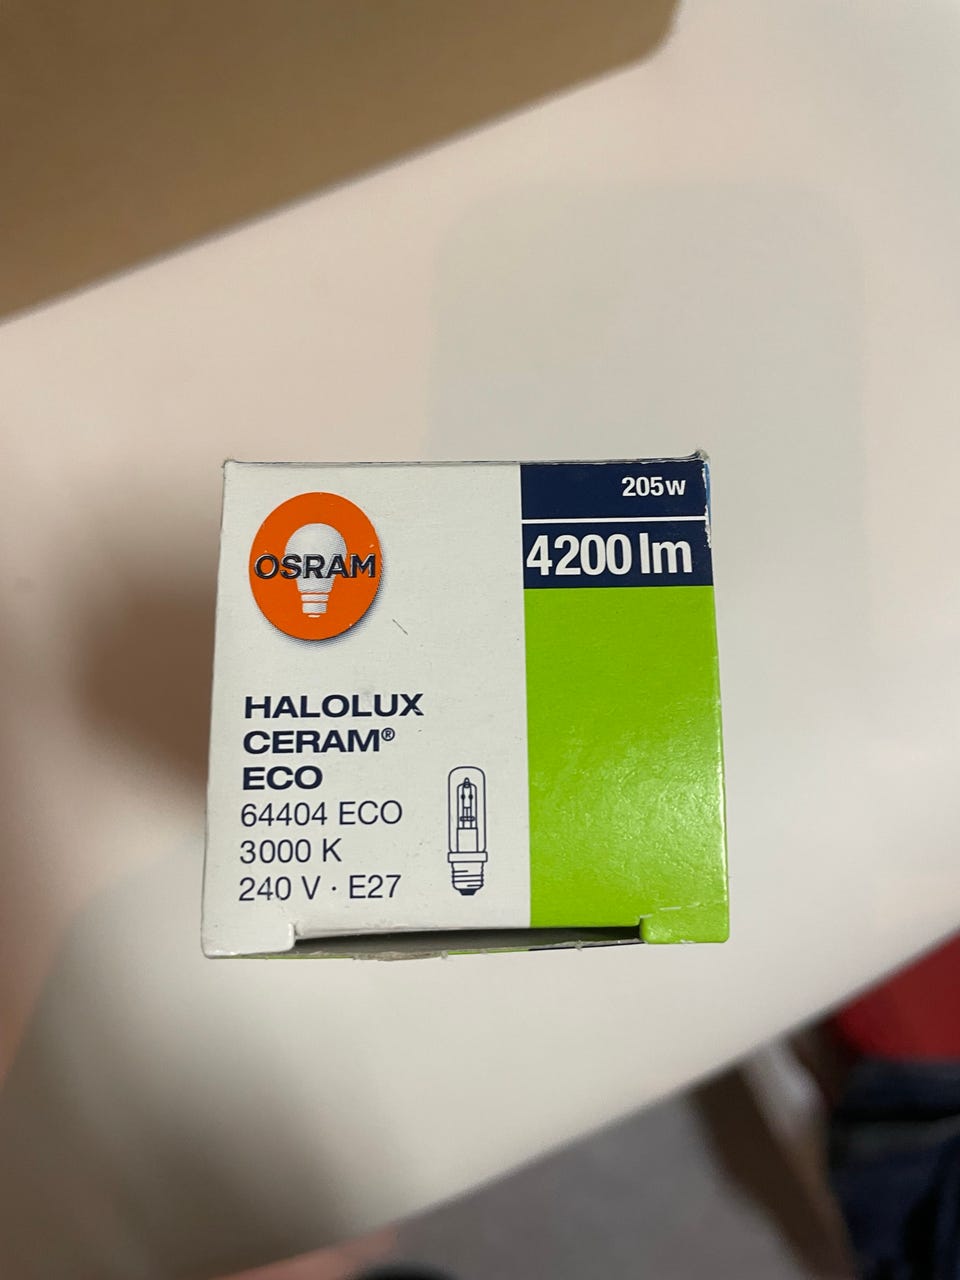 OSRAM
205w
4200 lm
HALOLUX
CERAM®
ECO
64404 ECO
3000 K
240 V · E27